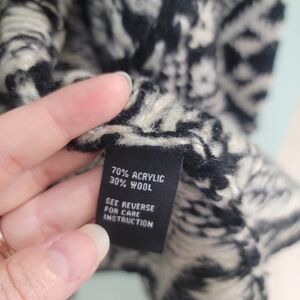 70% ACRYLIC
30% WOOL
SEE REVERSE
FOR CARE
INSTRUCTION